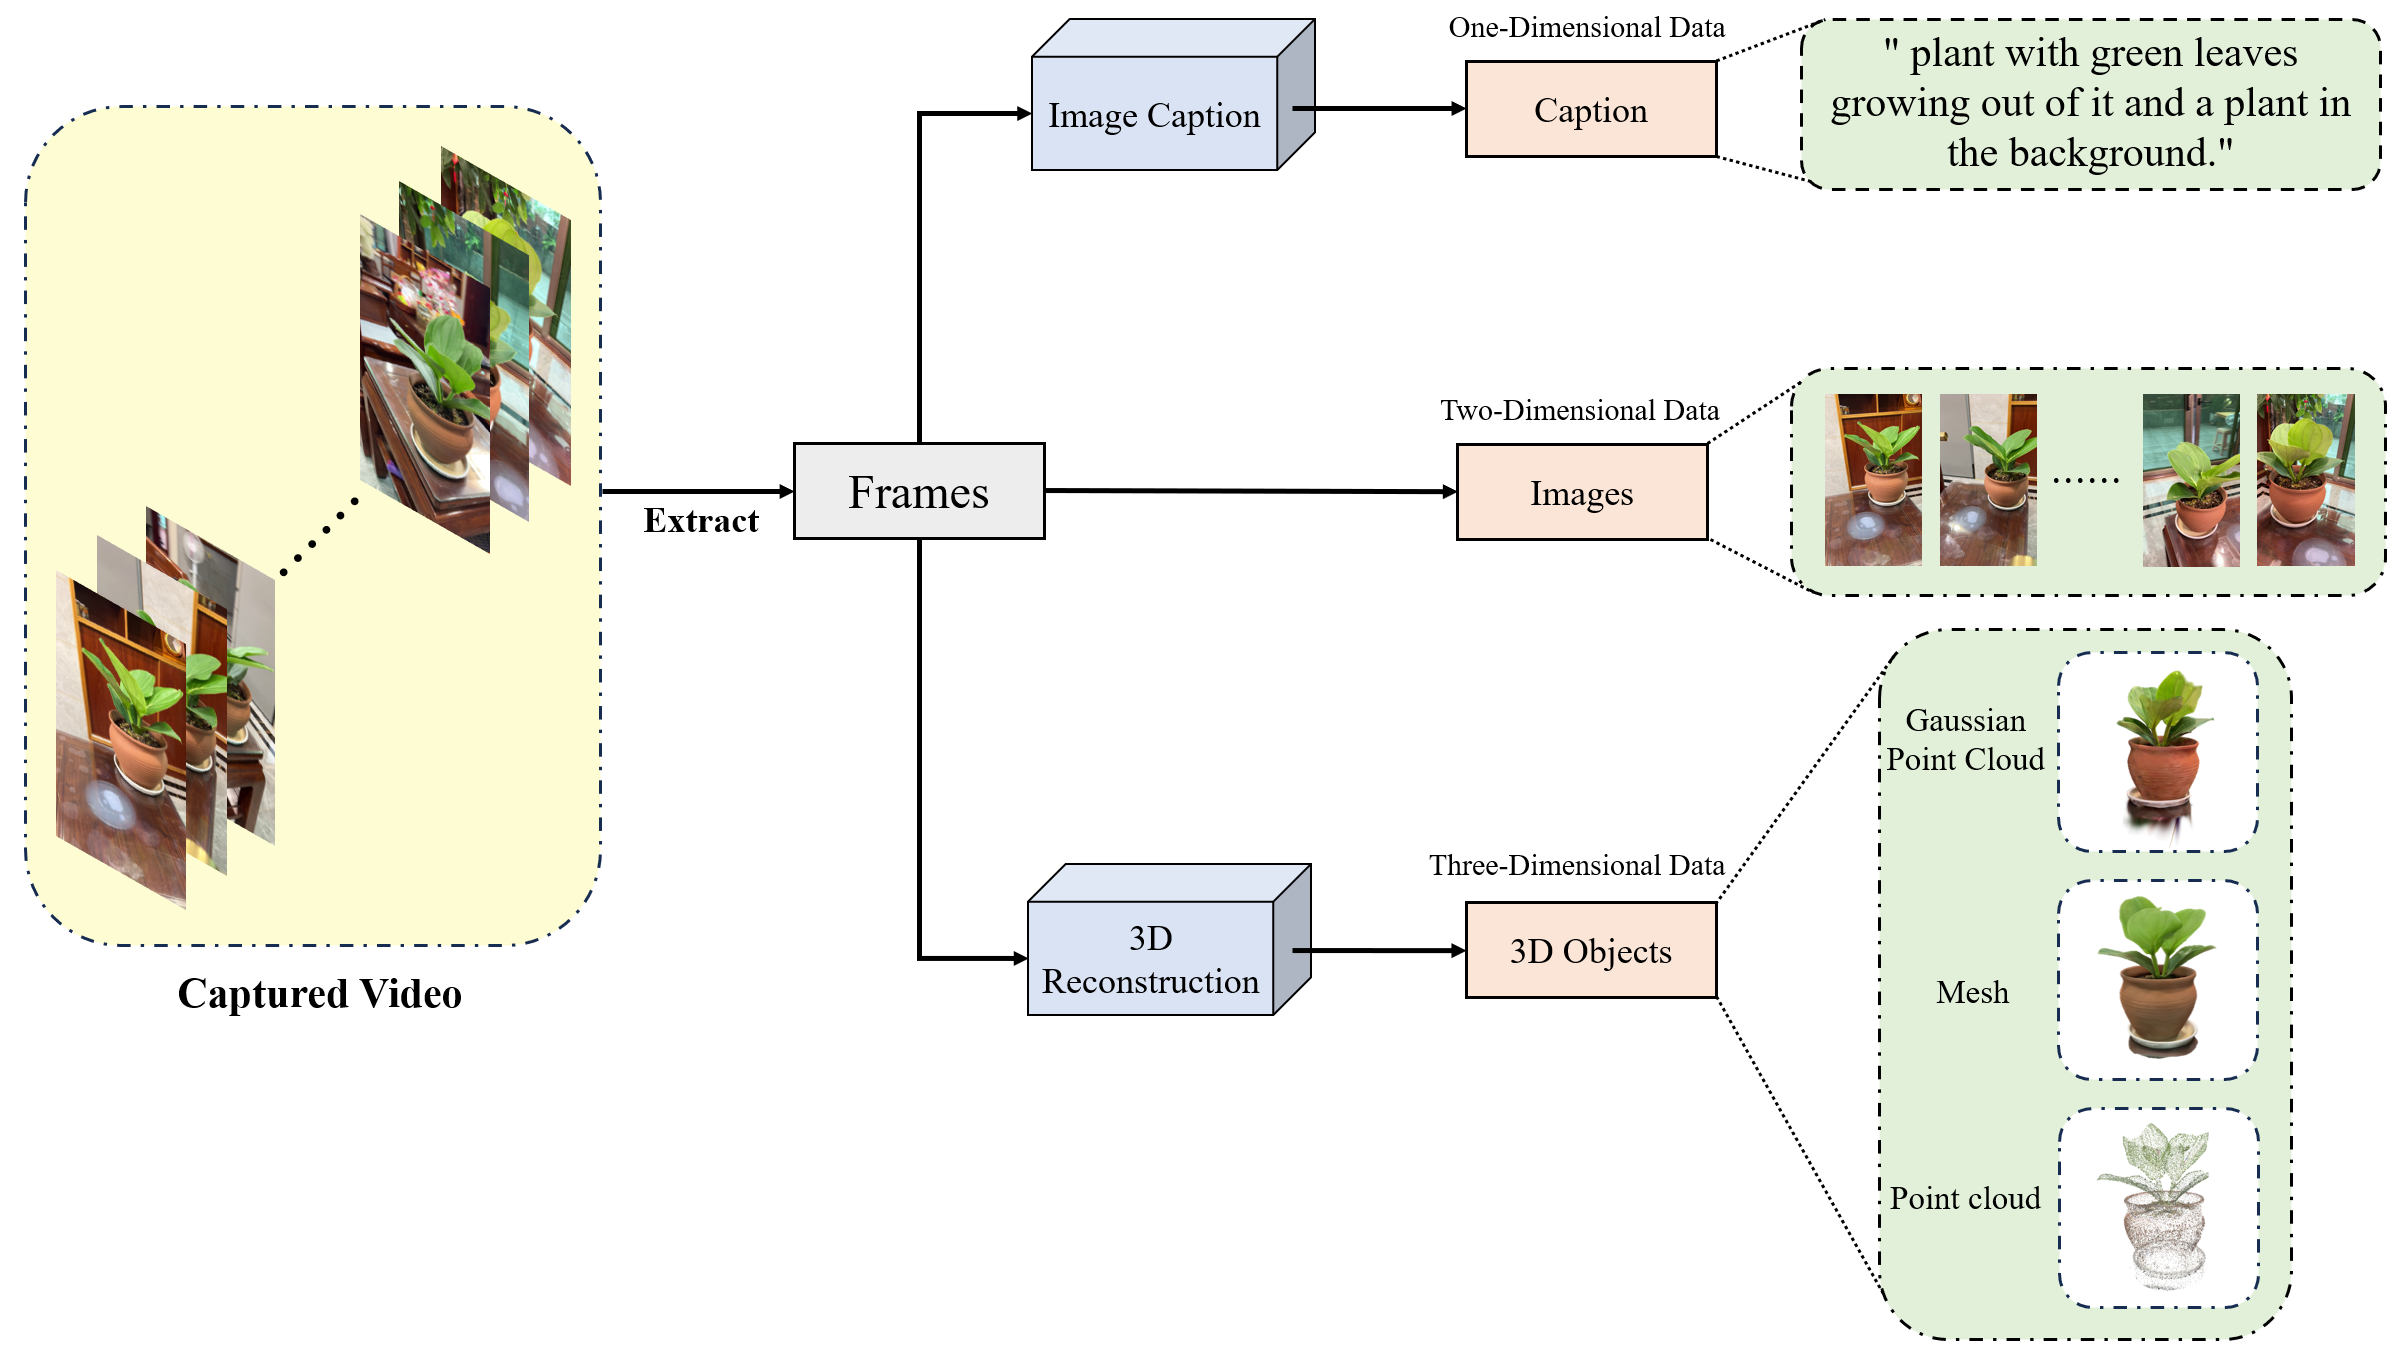 One-Dimensional Data
Image Caption
Caption
" plant with green leaves
growing out of it and a plant in
the background."
Two-Dimensional Data
Frames
Extract
Images
......
Captured Video
Three-Dimensional Data
3D
Reconstruction
3D Objects
Gaussian
Point Cloud
Mesh
Point cloud